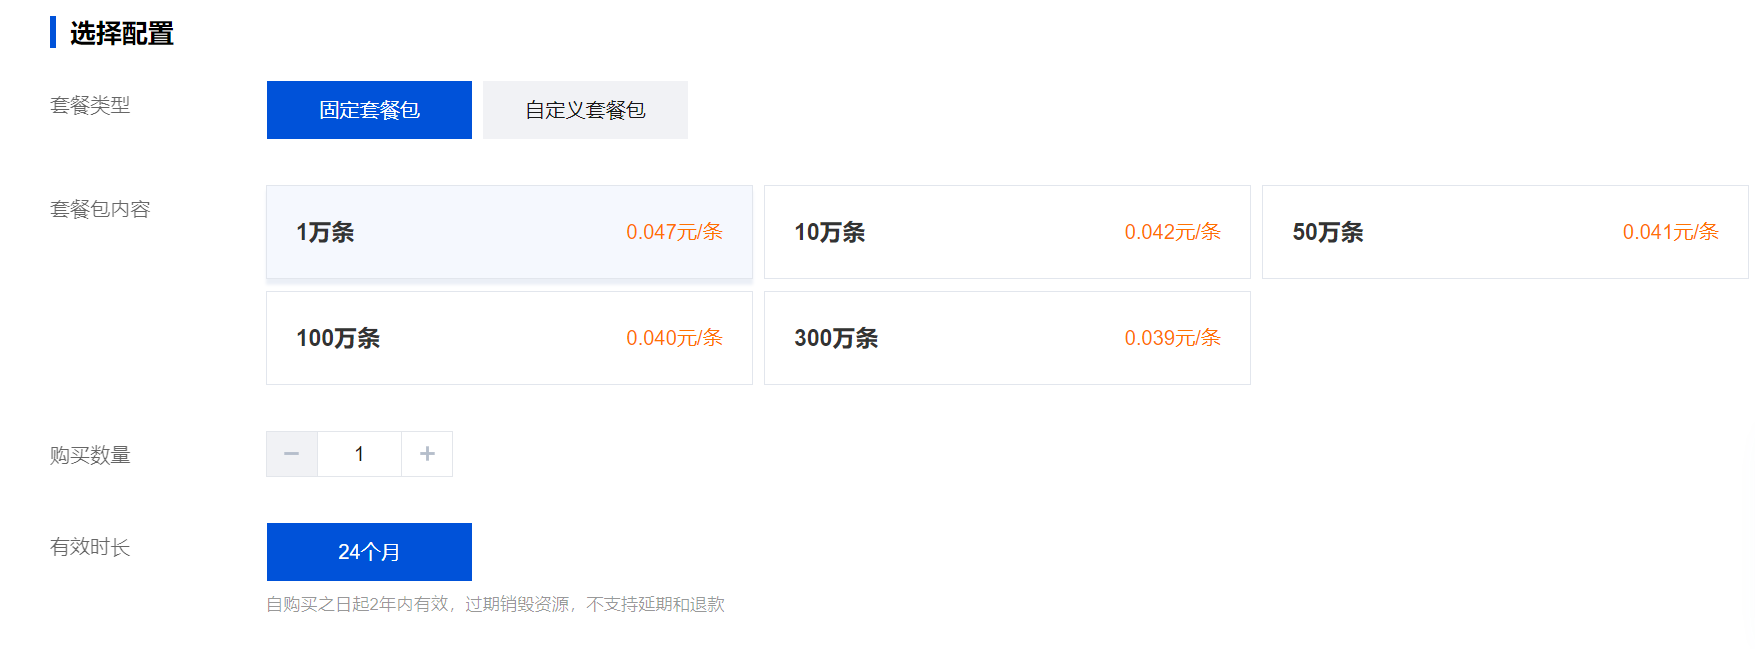 选择配置
套餐类型 固定套餐包 自定义套餐包
套餐包内容 1万条 0.047元/条 10万条 0.042元/条 50万条 0.041元/条
100万条 0.040元/条 300万条 0.039元/条
购买数量 − 1 +
有效时长 24个月
自购买之日起2年内有效，过期销毁资源，不支持延期和退款